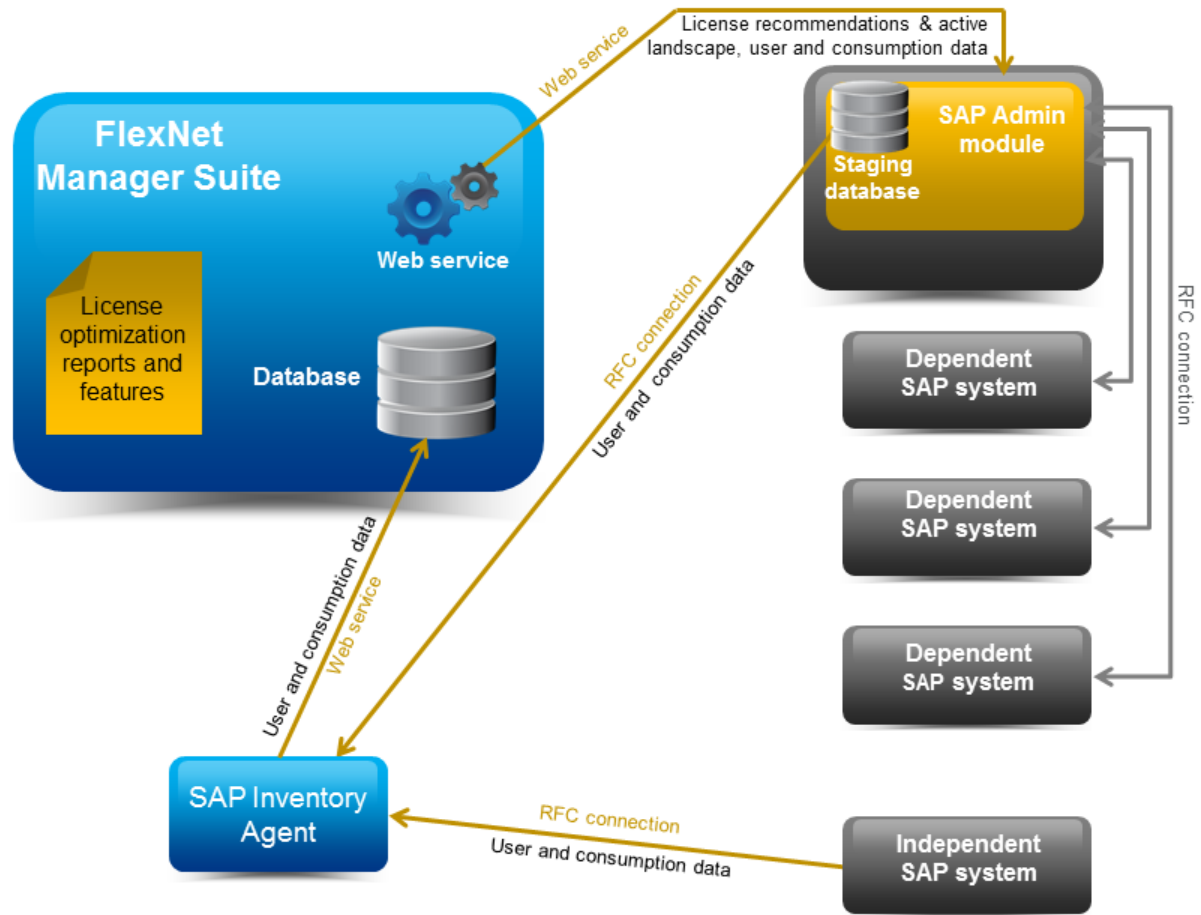 License recommendations & active
landscape, user and consumption data
Web service
FlexNet
Manager Suite
Web service
License
optimization
reports and
features
Database
SAP Admin
module
Staging
database
RFC connection
RFC connection
User and consumption data
Dependent
SAP system
Dependent
SAP system
Dependent
SAP system
User and consumption data
Web service
SAP Inventory
Agent
RFC connection
User and consumption data
Independent
SAP system